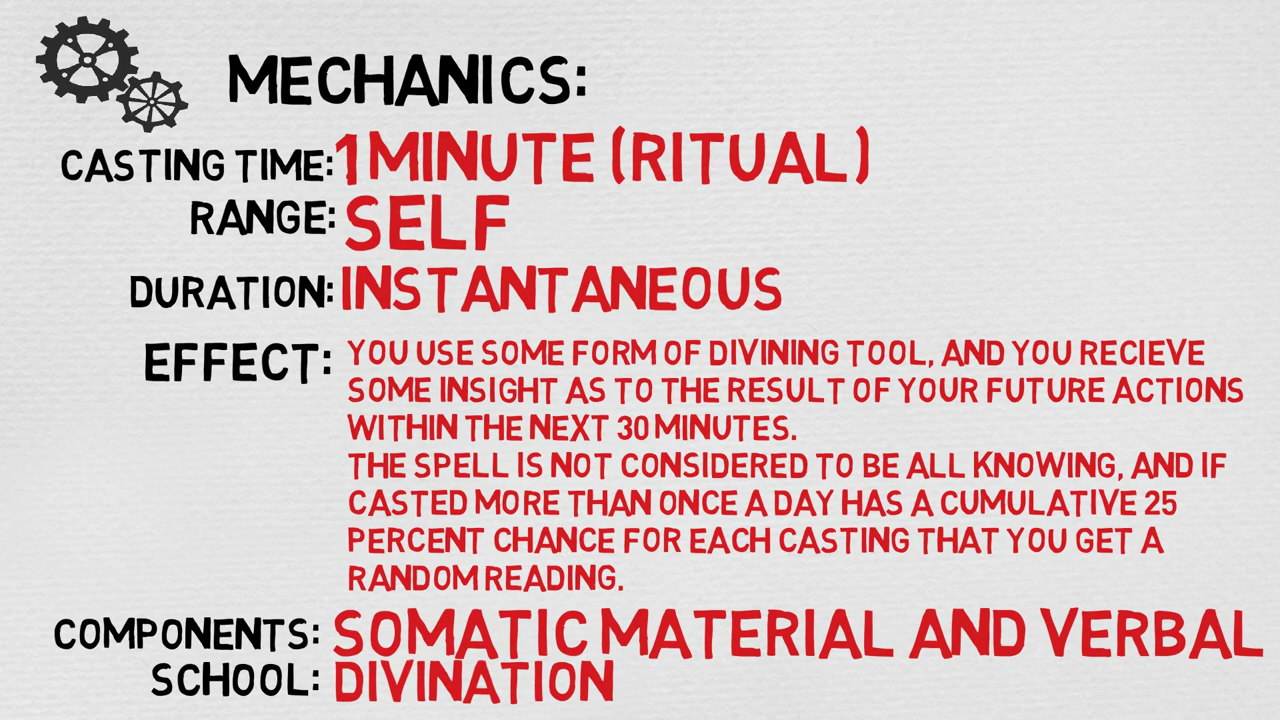 MECHANICS:
CASTING TIME: 1 MINUTE (RITUAL)
RANGE: SELF
DURATION: INSTANTANEOUS
EFFECT: YOU USE SOME FORM OF DIVINING TOOL, AND YOU RECIEVE
SOME INSIGHT AS TO THE RESULT OF YOUR FUTURE ACTIONS
WITHIN THE NEXT 30 MINUTES.
THE SPELL IS NOT CONSIDERED TO BE ALL KNOWING, AND IF
CASTED MORE THAN ONCE A DAY HAS A CUMULATIVE 25
PERCENT CHANCE FOR EACH CASTING THAT YOU GET A
RANDOM READING.
COMPONENTS: SOMATIC MATERIAL AND VERBAL
SCHOOL: DIVINATION